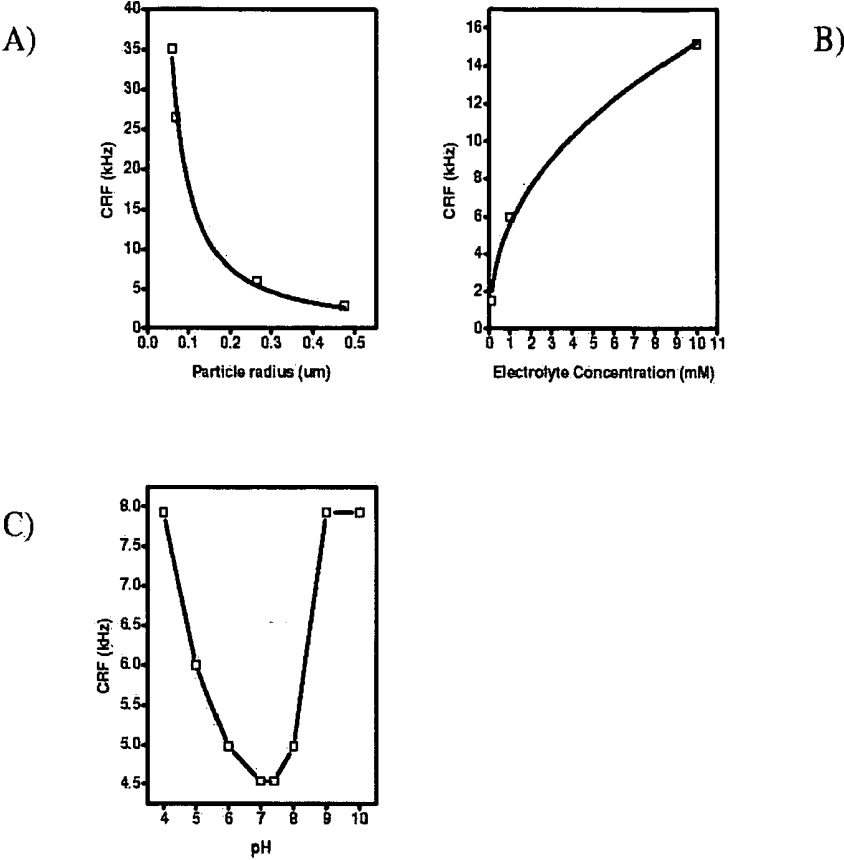 A)
40
35
30
25
20
15
10
5
0
CRF (kHz)
0.0 0.1 0.2 0.3 0.4 0.5
Particle radius (um)
B)
16
14
12
10
8
6
4
2
0
CRF (kHz)
0 1 2 3 4 5 6 7 8 9 10 11
Electrolyte Concentration (mM)
C)
8.0
7.5
7.0
6.5
6.0
5.5
5.0
4.5
CRF (kHz)
4 5 6 7 8 9 10
pH